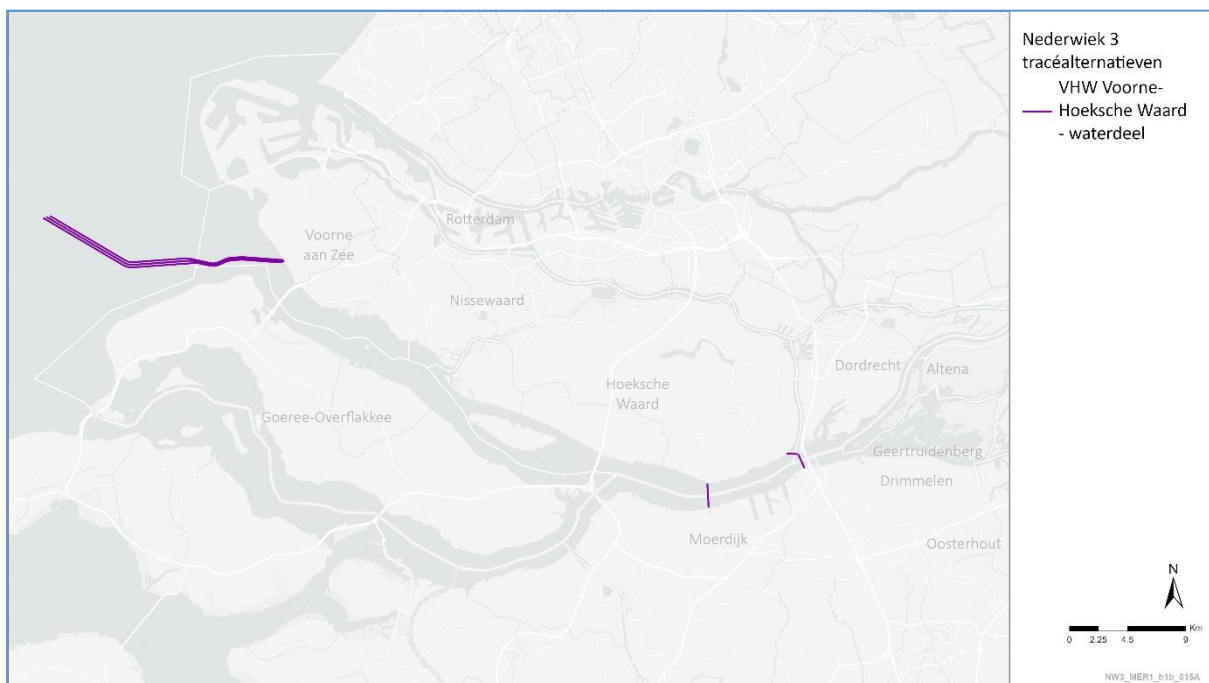 Nederwiek 3
tracéalternatieven
VHW Voorne-
Hoeksche Waard
- waterdeel
Rotterdam
Voorne
aan Zee
Nissewaard
Dordrecht
Altena
Hoeksche
Waard
Goeree-Overflakkee
Geertruidenberg
Drimmelen
Moerdijk
Oosterhout
N
Km
0 2.25 4.5 9
NW3_MER1_h1b_015A